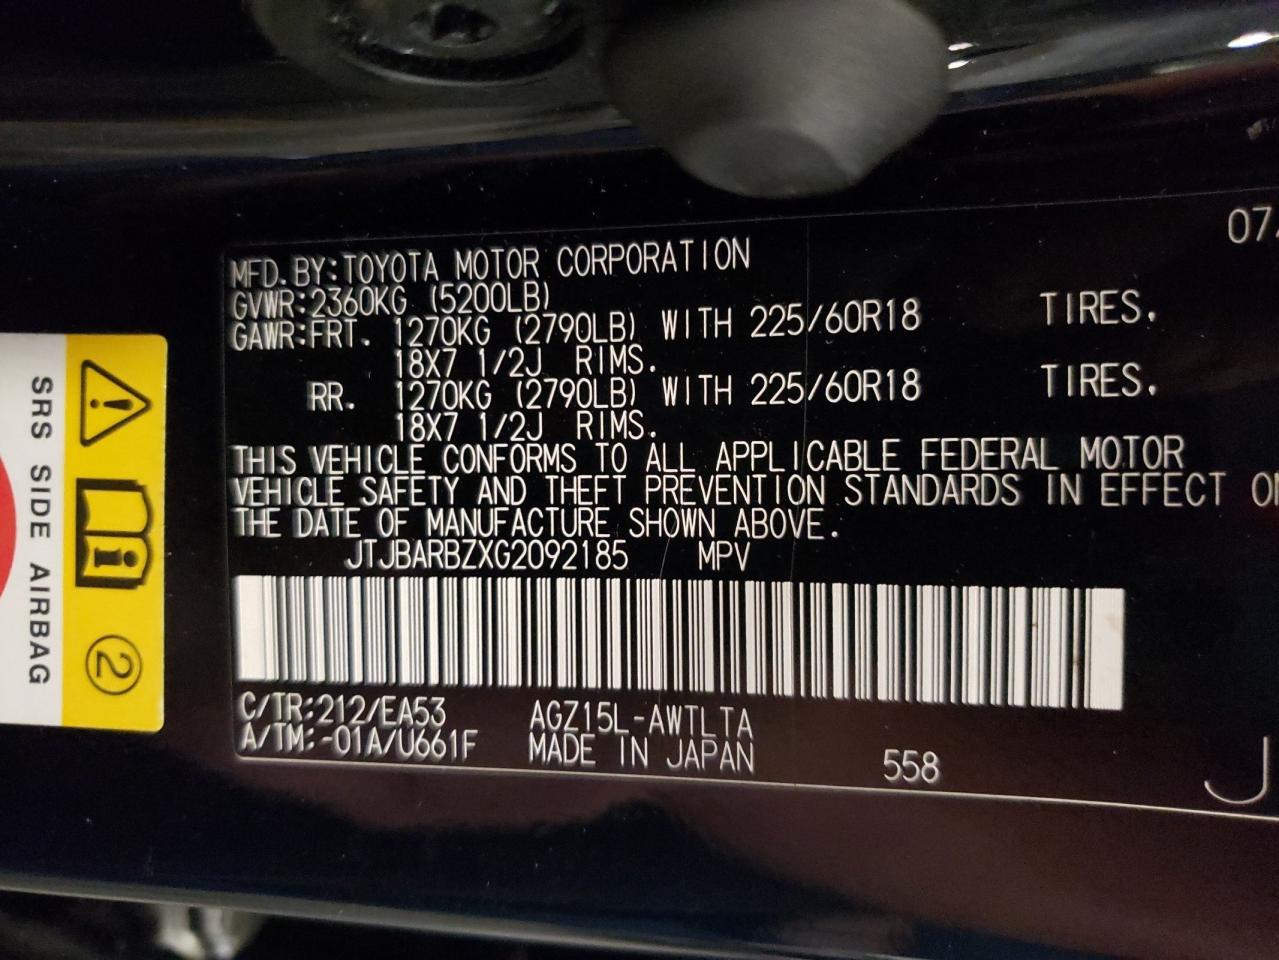 07
MFD.BY:TOYOTA MOTOR CORPORATION
GVWR:2360KG (5200LB)
GAWR:FRT. 1270KG (2790LB) WITH 225/60R18 TIRES.
18X7 1/2J RIMS.
RR. 1270KG (2790LB) WITH 225/60R18 TIRES.
18X7 1/2J RIMS.
THIS VEHICLE CONFORMS TO ALL APPLICABLE FEDERAL MOTOR
VEHICLE SAFETY AND THEFT PREVENTION STANDARDS IN EFFECT
THE DATE OF MANUFACTURE SHOWN ABOVE.
JTJBARBZXG2092185 MPV
C/TR:212/EA53 AGZ15L-AWTLTA
A/TM:-01A/U661F MADE IN JAPAN 558
J
SRS SIDE AIRBAG
2